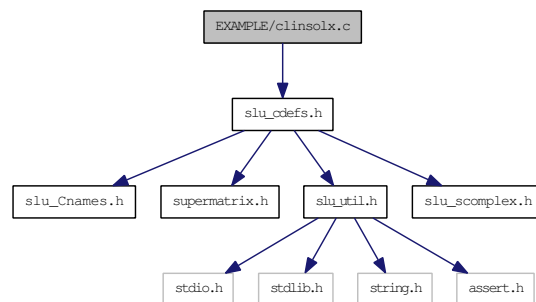 EXAMPLE/clinsolx.c
slu_cdefs.h
slu_Cnames.h
supermatrix.h
slu_util.h
slu_scomplex.h
stdio.h
stdlib.h
string.h
assert.h